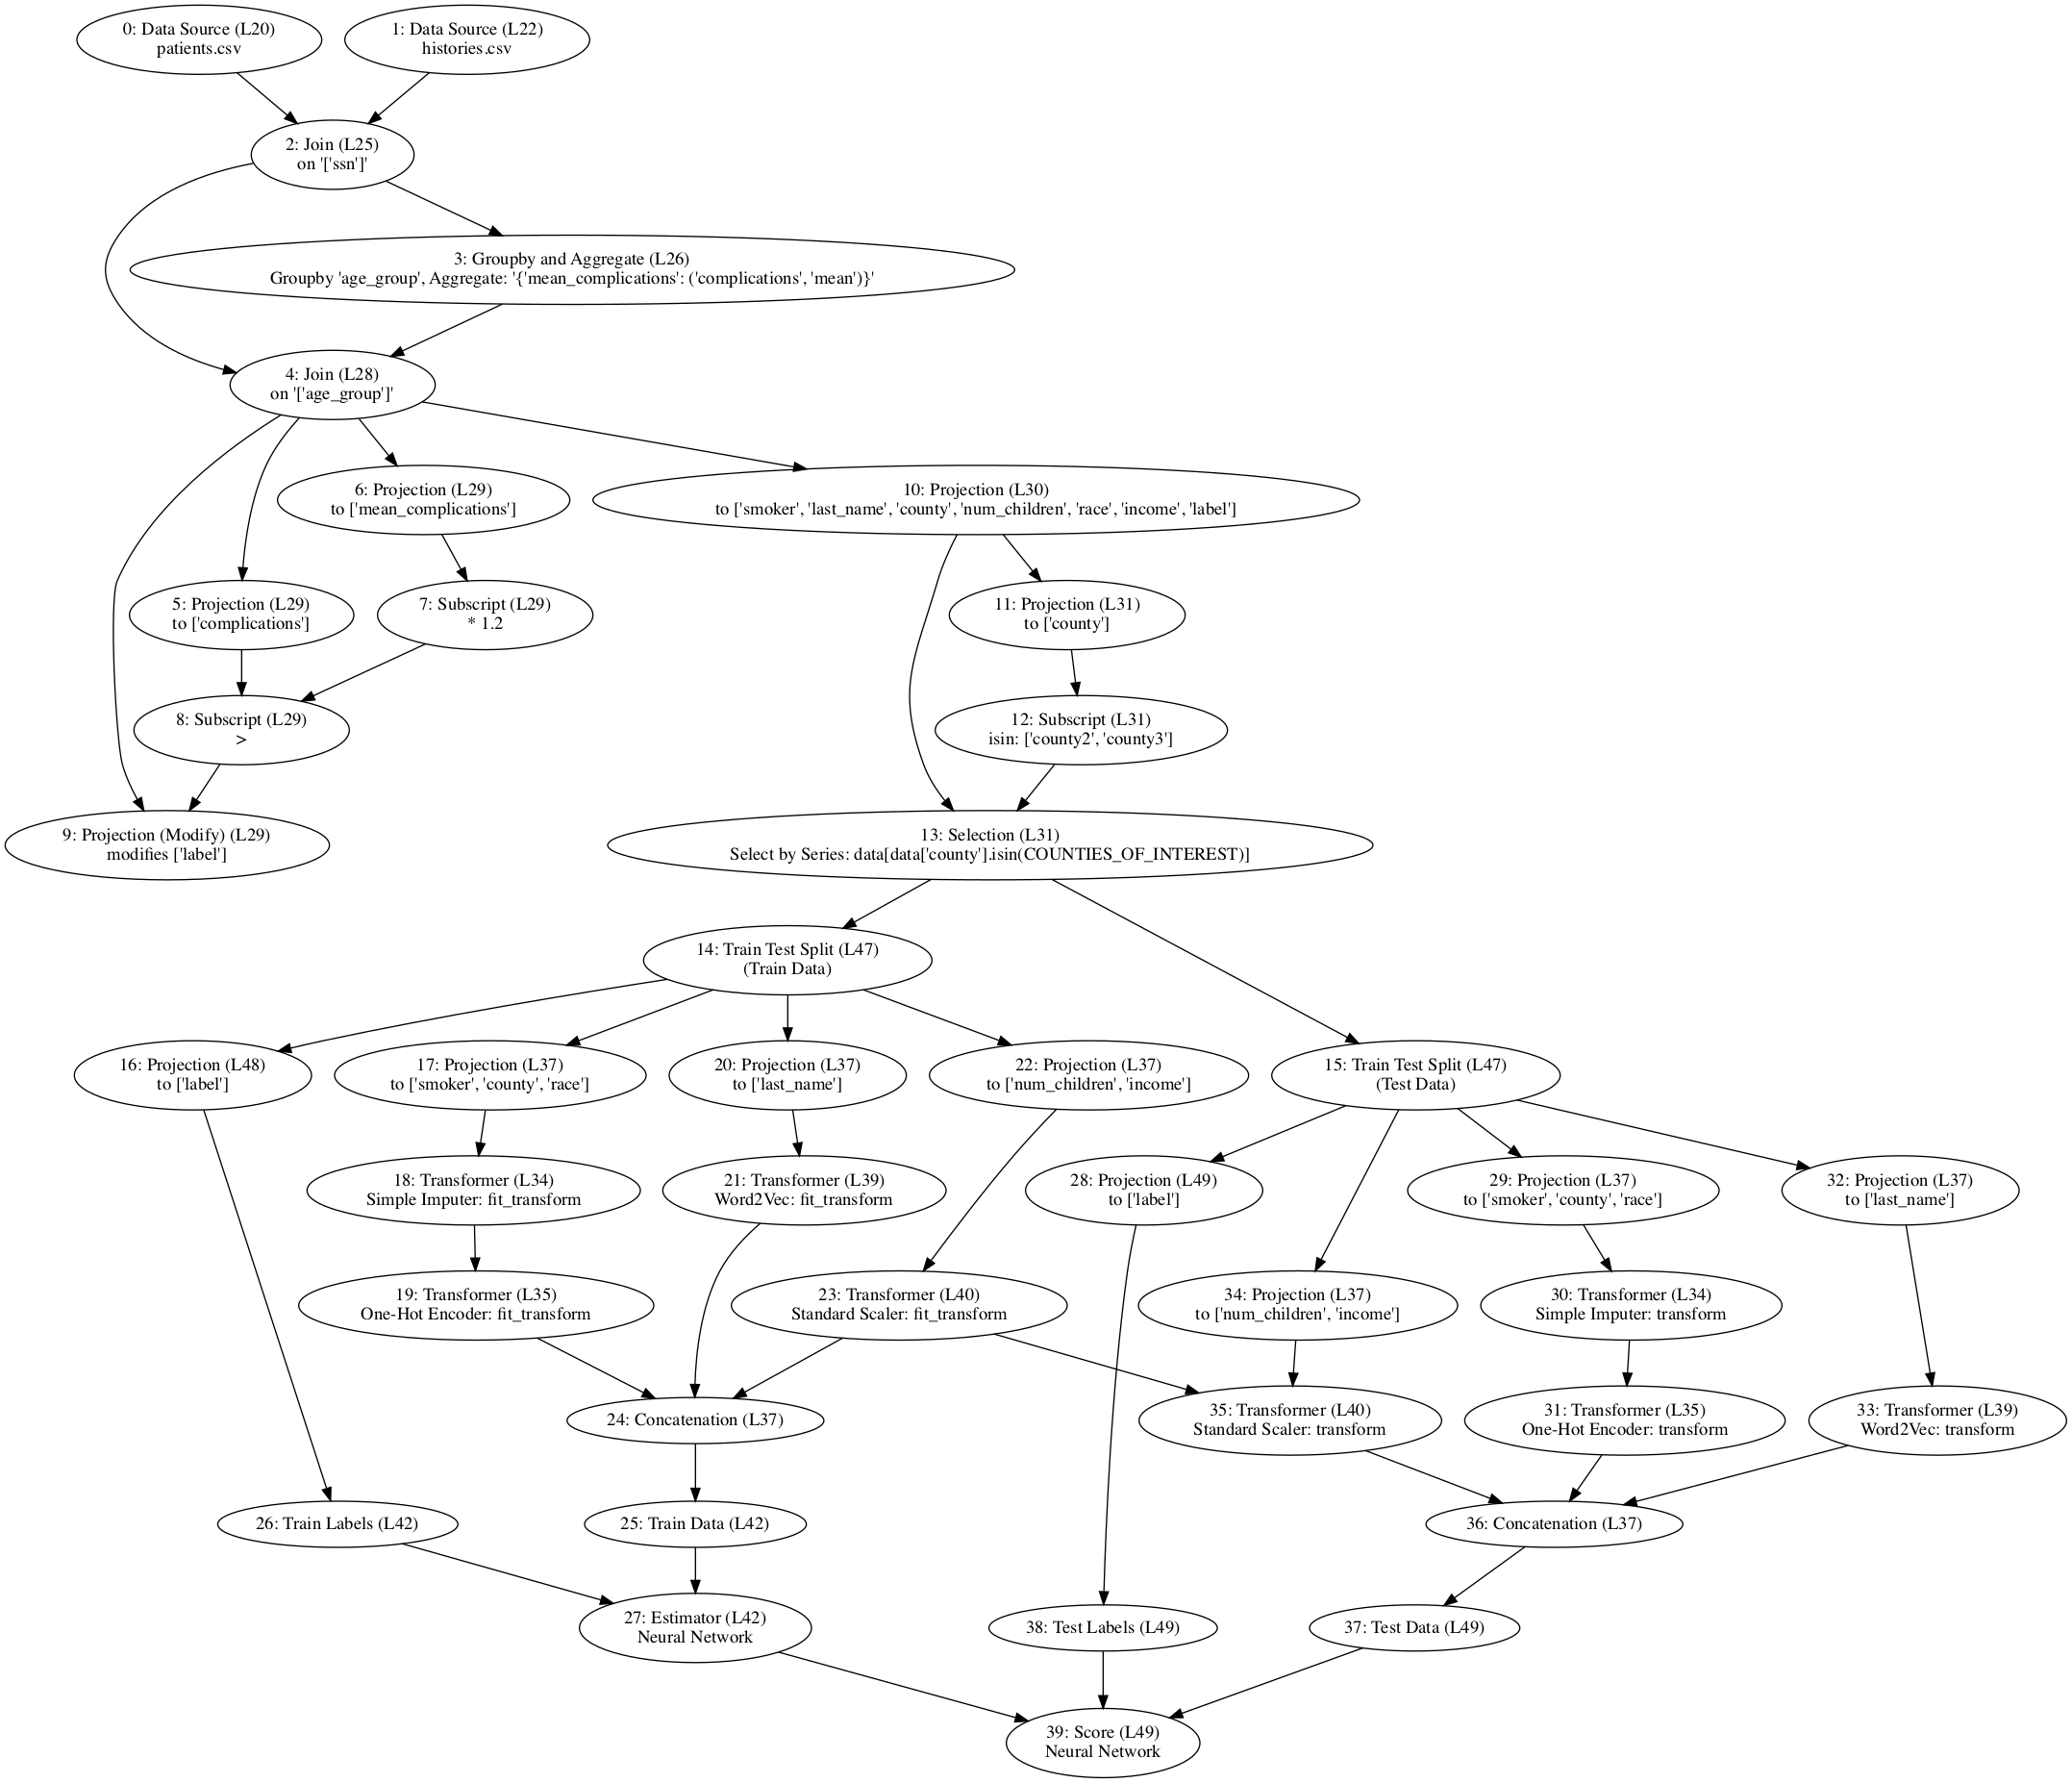 0: Data Source (L20)
patients.csv
1: Data Source (L22)
histories.csv
2: Join (L25)
on '['ssn']'
3: Groupby and Aggregate (L26)
Groupby 'age_group', Aggregate: '{'mean_complications': ('complications', 'mean')}'
4: Join (L28)
on '['age_group']'
6: Projection (L29)
to ['mean_complications']
10: Projection (L30)
to ['smoker', 'last_name', 'county', 'num_children', 'race', 'income', 'label']
5: Projection (L29)
to ['complications']
7: Subscript (L29)
* 1.2
11: Projection (L31)
to ['county']
8: Subscript (L29)
>
12: Subscript (L31)
isin: ['county2', 'county3']
9: Projection (Modify) (L29)
modifies ['label']
13: Selection (L31)
Select by Series: data[data['county'].isin(COUNTIES_OF_INTEREST)]
14: Train Test Split (L47)
(Train Data)
16: Projection (L48)
to ['label']
17: Projection (L37)
to ['smoker', 'county', 'race']
20: Projection (L37)
to ['last_name']
22: Projection (L37)
to ['num_children', 'income']
15: Train Test Split (L47)
(Test Data)
18: Transformer (L34)
Simple Imputer: fit_transform
21: Transformer (L39)
Word2Vec: fit_transform
28: Projection (L49)
to ['label']
29: Projection (L37)
to ['smoker', 'county', 'race']
32: Projection (L37)
to ['last_name']
19: Transformer (L35)
One-Hot Encoder: fit_transform
23: Transformer (L40)
Standard Scaler: fit_transform
34: Projection (L37)
to ['num_children', 'income']
30: Transformer (L34)
Simple Imputer: transform
24: Concatenation (L37)
35: Transformer (L40)
Standard Scaler: transform
31: Transformer (L35)
One-Hot Encoder: transform
33: Transformer (L39)
Word2Vec: transform
26: Train Labels (L42)
25: Train Data (L42)
36: Concatenation (L37)
27: Estimator (L42)
Neural Network
38: Test Labels (L49)
37: Test Data (L49)
39: Score (L49)
Neural Network